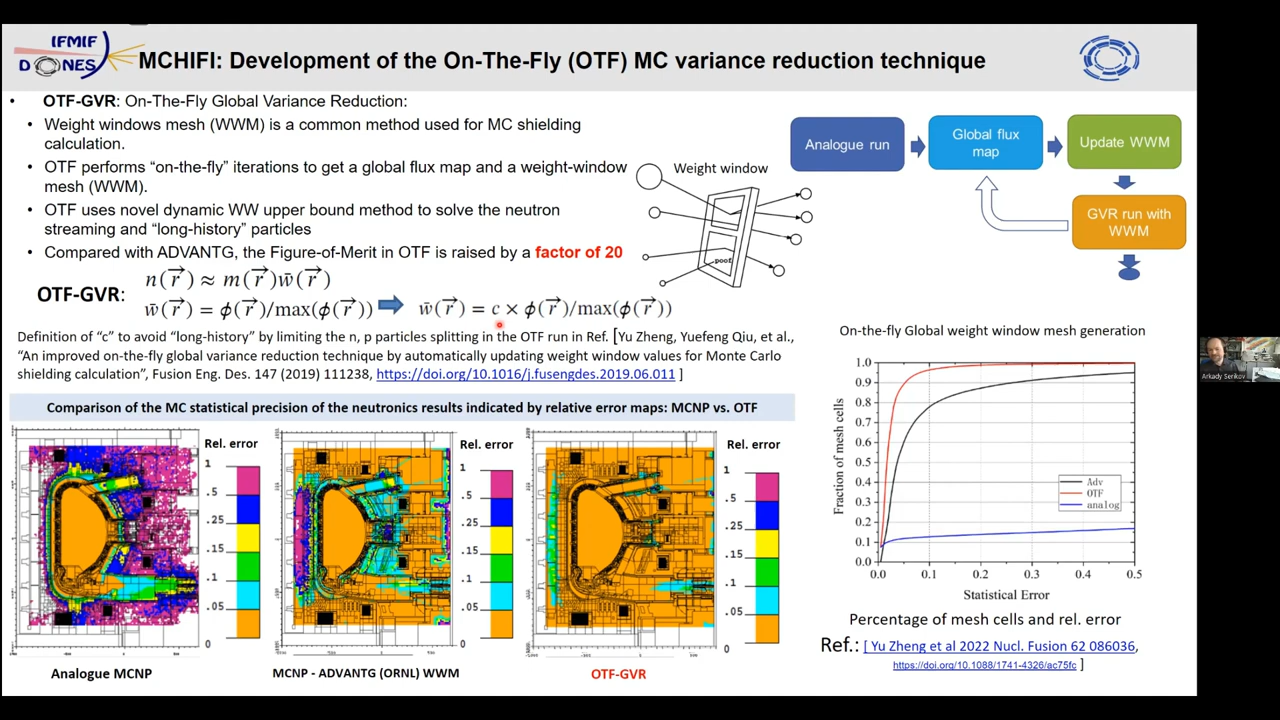 IFMIF
DONES
MCHIFI: Development of the On-The-Fly (OTF) MC variance reduction technique
• OTF-GVR: On-The-Fly Global Variance Reduction:
• Weight windows mesh (WWM) is a common method used for MC shielding
calculation.
• OTF performs “on-the-fly” iterations to get a global flux map and a weight-window
mesh (WWM).
• OTF uses novel dynamic WW upper bound method to solve the neutron
streaming and “long-history” particles
• Compared with ADVANTG, the Figure-of-Merit in OTF is raised by a factor of 20
Weight window
poof
Analogue run
Global flux
map
Update WWM
GVR run with
WWM
OTF-GVR:
n(r⃗) ≈ m(r⃗)w̄(r⃗)
w̄(r⃗) = ϕ(r⃗)/max(ϕ(r⃗))
w̄(r⃗) = c × ϕ(r⃗)/max(ϕ(r⃗))
Definition of “c” to avoid “long-history” by limiting the n, p particles splitting in the OTF run in Ref. [Yu Zheng, Yuefeng Qiu, et al.,
“An improved on-the-fly global variance reduction technique by automatically updating weight window values for Monte Carlo
shielding calculation”, Fusion Eng. Des. 147 (2019) 111238, https://doi.org/10.1016/j.fusengdes.2019.06.011 ]
Comparison of the MC statistical precision of the neutronics results indicated by relative error maps: MCNP vs. OTF
Rel. error
1
.5
.25
.15
.1
.05
0
Analogue MCNP
Rel. error
1
.5
.25
.15
.1
.05
0
MCNP - ADVANTG (ORNL) WWM
Rel. error
1
.5
.25
.15
.1
.05
0
OTF-GVR
On-the-fly Global weight window mesh generation
Fraction of mesh cells
1.0
0.9
0.8
0.7
0.6
0.5
0.4
0.3
0.2
0.1
0.0
Adv
OTF
analog
0.0 0.1 0.2 0.3 0.4 0.5
Statistical Error
Percentage of mesh cells and rel. error
Ref.: [ Yu Zheng et al 2022 Nucl. Fusion 62 086036,
https://doi.org/10.1088/1741-4326/ac75fc ]
Arkady Serikov